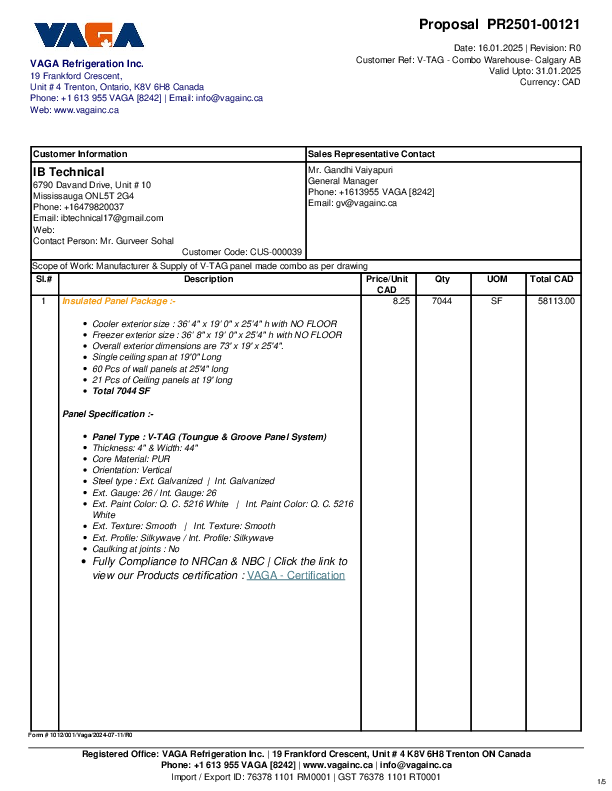 VAGA
Proposal PR2501-00121
Date: 16.01.2025 | Revision: R0
Customer Ref: V-TAG - Combo Warehouse- Calgary AB
Valid Upto: 31.01.2025
Currency: CAD
VAGA Refrigeration Inc.
19 Frankford Crescent,
Unit # 4 Trenton, Ontario, K8V 6H8 Canada
Phone: +1 613 955 VAGA [8242] | Email: info@vagainc.ca
Web: www.vagainc.ca
Customer Information
Sales Representative Contact
IB Technical
6790 Davand Drive, Unit # 10
Mississauga ONL5T 2G4
Phone: +16479820037
Email: ibtechnical17@gmail.com
Web:
Contact Person: Mr. Gurveer Sohal
Customer Code: CUS-000039
Mr. Gandhi Vaiyapuri
General Manager
Phone: +1613955 VAGA [8242]
Email: gv@vagainc.ca
Scope of Work: Manufacturer & Supply of V-TAG panel made combo as per drawing
Sl.# Description Price/Unit CAD Qty UOM Total CAD
1 Insulated Panel Package :- 8.25 7044 SF 58113.00
• Cooler exterior size : 36' 4" x 19' 0" x 25'4" h with NO FLOOR
• Freezer exterior size : 36' 8" x 19' 0" x 25'4" h with NO FLOOR
• Overall exterior dimensions are 73' x 19' x 25'4".
• Single ceiling span at 19'0" Long
• 60 Pcs of wall panels at 25'4" long
• 21 Pcs of Ceiling panels at 19' long
• Total 7044 SF
Panel Specification :-
• Panel Type : V-TAG (Toungue & Groove Panel System)
• Thickness: 4" & Width: 44"
• Core Material: PUR
• Orientation: Vertical
• Steel type : Ext. Galvanized | Int. Galvanized
• Ext. Gauge: 26 / Int. Gauge: 26
• Ext. Paint Color: Q. C. 5216 White | Int. Paint Color: Q. C. 5216
White
• Ext. Texture: Smooth | Int. Texture: Smooth
• Ext. Profile: Silkywave / Int. Profile: Silkywave
• Caulking at joints : No
• Fully Compliance to NRCan & NBC | Click the link to
view our Products certification : VAGA - Certification
Form # 1012/001/Vaga/2024-07-11/R0
Registered Office: VAGA Refrigeration Inc. | 19 Frankford Crescent, Unit # 4 K8V 6H8 Trenton ON Canada
Phone: +1 613 955 VAGA [8242] | www.vagainc.ca | info@vagainc.ca
Import / Export ID: 76378 1101 RM0001 | GST 76378 1101 RT0001
1/5